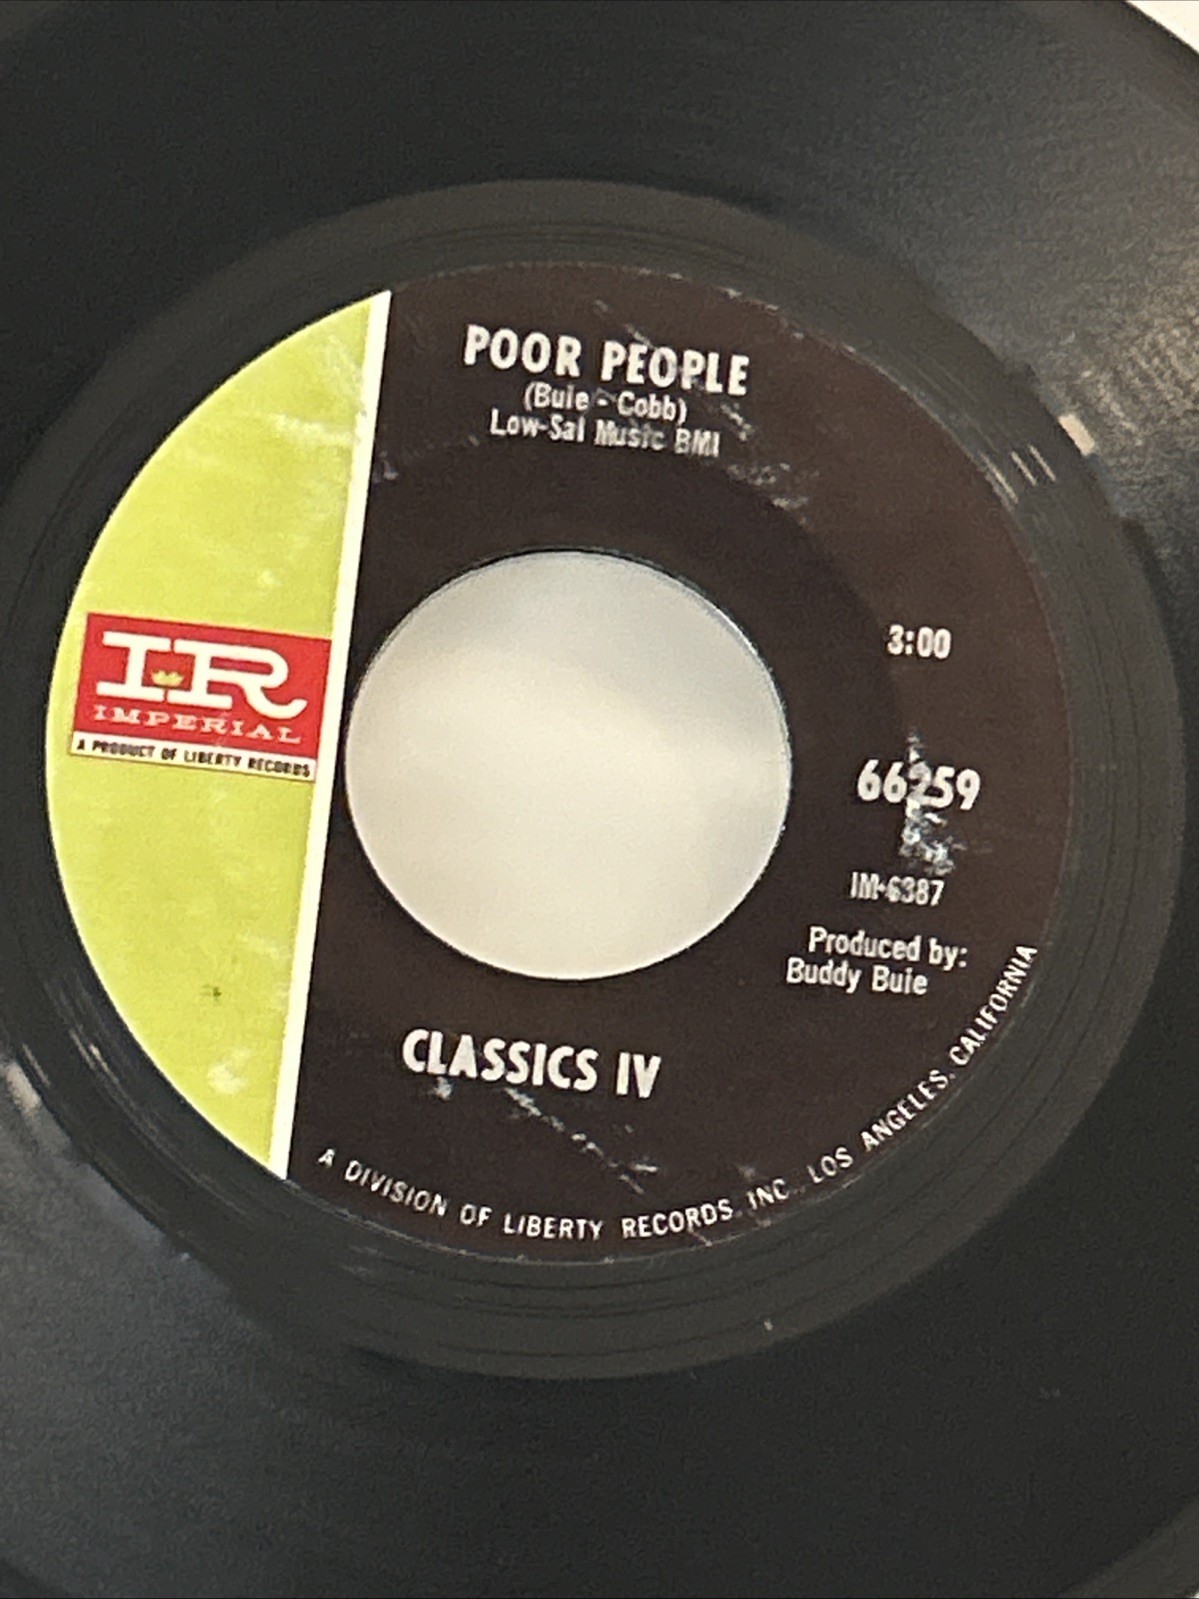 POOR PEOPLE
(Buie - Cobb)
Low-Sal Music BMI
3:00
IR
IMPERIAL
A PRODUCT OF LIBERTY RECORDS
66259
IM-6387
Produced by:
Buddy Buie
CLASSICS IV
A DIVISION OF LIBERTY RECORDS, INC., LOS ANGELES, CALIFORNIA